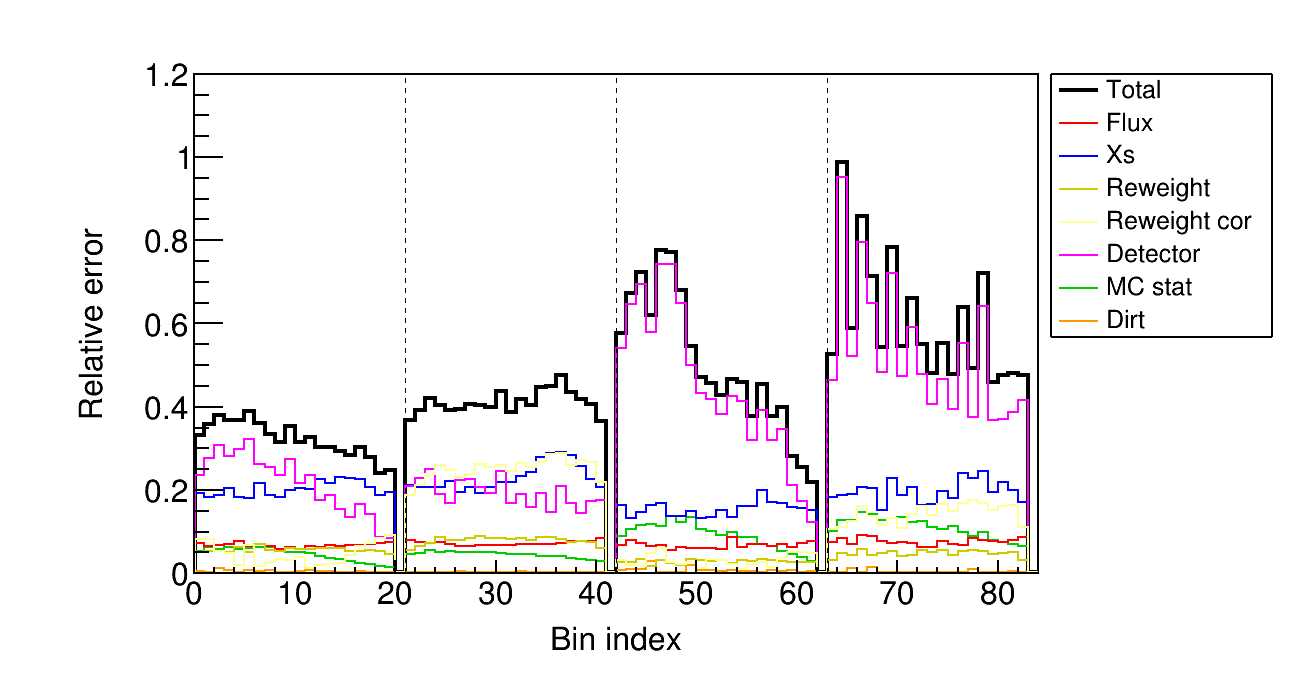 1.2
1
0.8
0.6
0.4
0.2
0
Relative error
0 10 20 30 40 50 60 70 80
Bin index
Total
Flux
Xs
Reweight
Reweight cor
Detector
MC stat
Dirt